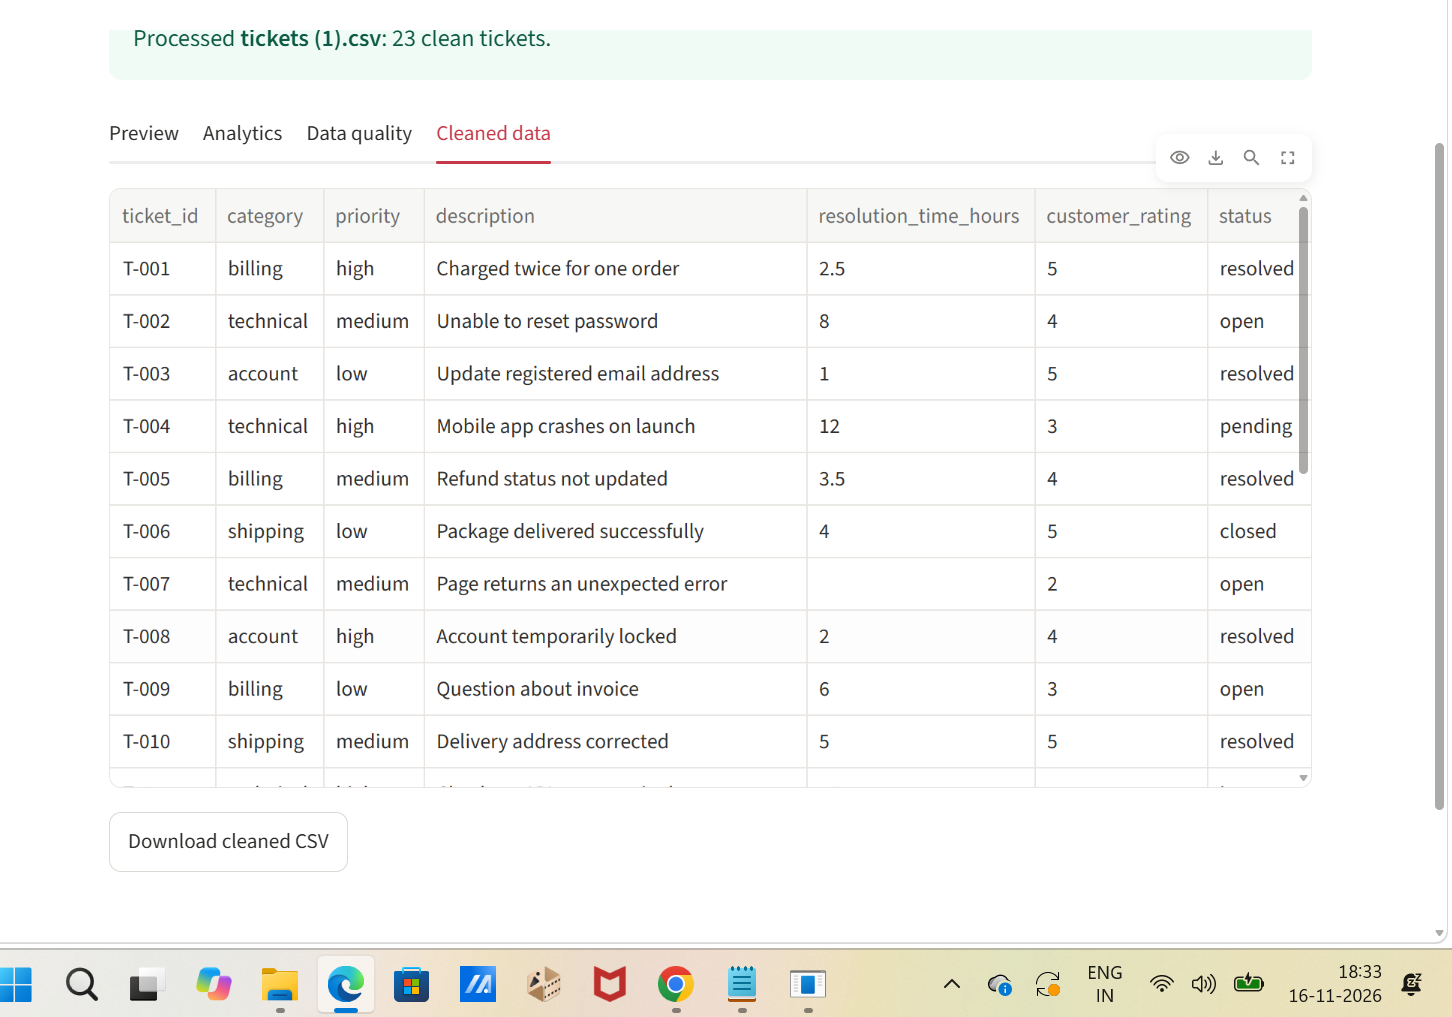 Processed tickets (1).csv: 23 clean tickets.
Preview Analytics Data quality Cleaned data
ticket_id category priority description resolution_time_hours customer_rating status
T-001 billing high Charged twice for one order 2.5 5 resolved
T-002 technical medium Unable to reset password 8 4 open
T-003 account low Update registered email address 1 5 resolved
T-004 technical high Mobile app crashes on launch 12 3 pending
T-005 billing medium Refund status not updated 3.5 4 resolved
T-006 shipping low Package delivered successfully 4 5 closed
T-007 technical medium Page returns an unexpected error 2 open
T-008 account high Account temporarily locked 2 4 resolved
T-009 billing low Question about invoice 6 3 open
T-010 shipping medium Delivery address corrected 5 5 resolved
Download cleaned CSV
ENG 18:33
IN 16-11-2026